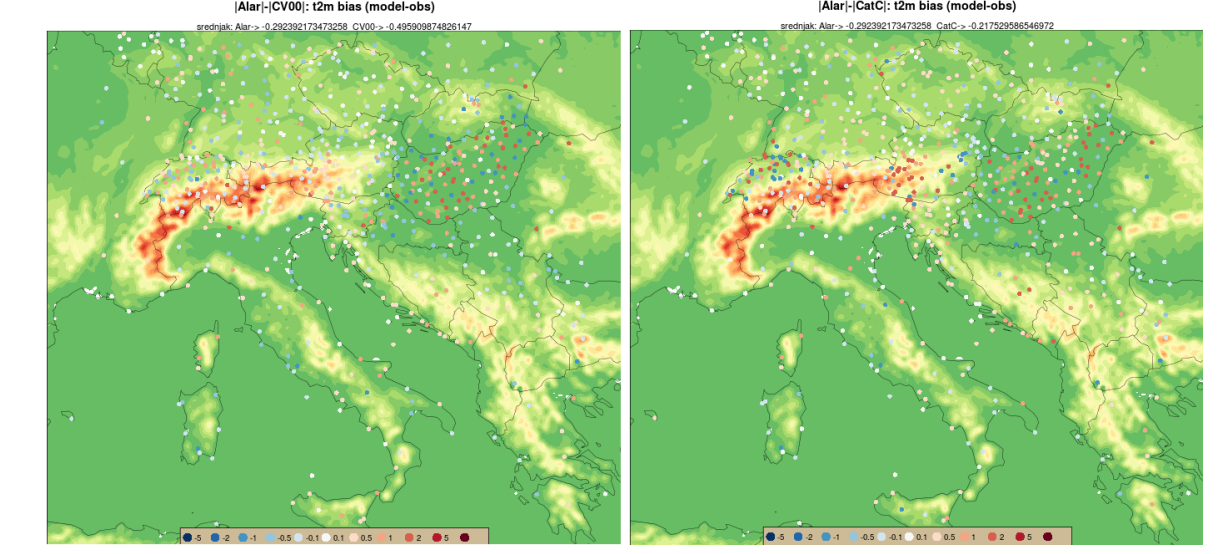 |Alar|-|CV00|: t2m bias (model-obs)
srednjak: Alar-> -0.292392173473258 CV00-> -0.495909874826147
-5 -2 -1 -0.5 -0.1 0.1 0.5 1 2 5
|Alar|-|CatC|: t2m bias (model-obs)
srednjak: Alar-> -0.292392173473258 CatC-> -0.217529586546972
-5 -2 -1 -0.5 -0.1 0.1 0.5 1 2 5